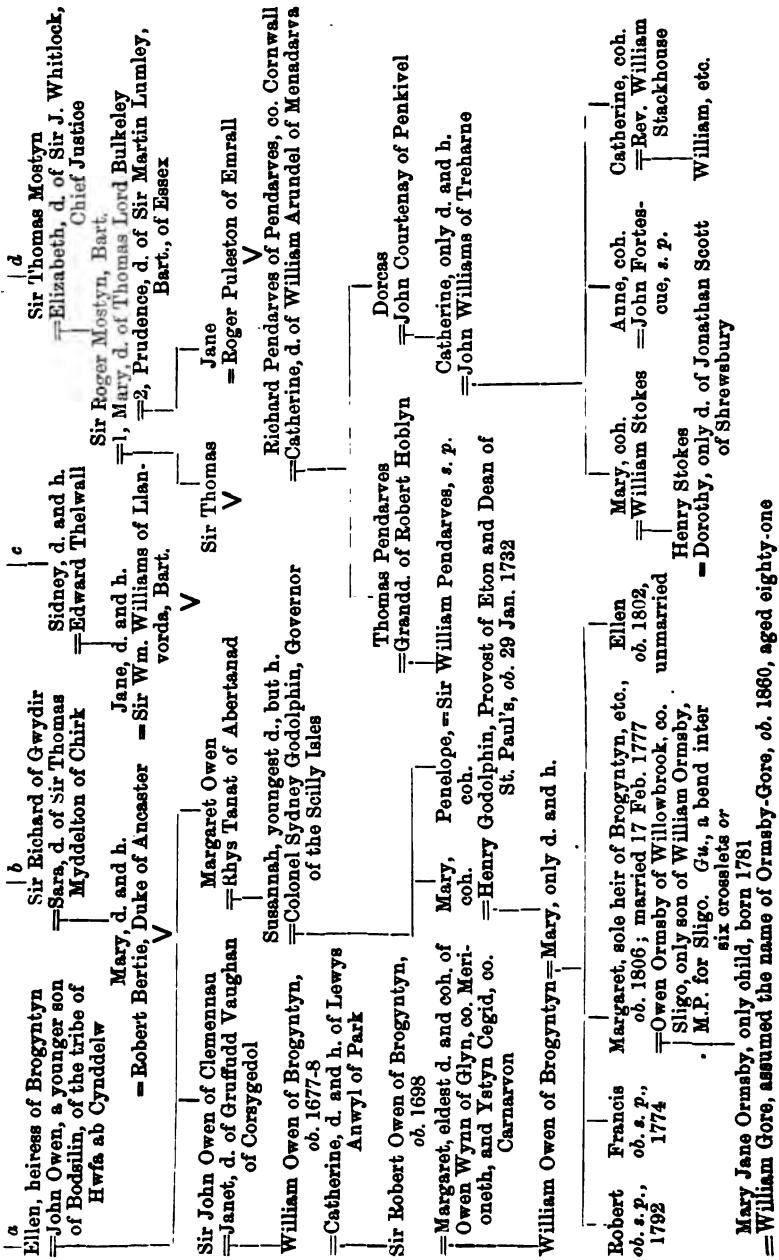 a
Ellen, heiress of Brogyntyn
=John Owen, a younger son
of Bodsilin, of the tribe of
Hwfa ab Cynddelw
b
Sir Richard of Gwydir
=Sara, d. of Sir Thomas
Myddelton of Chirk
Mary, d. and h.
=Robert Bertie, Duke of Ancaster
c
Sidney, d. and h.
=Edward Thelwall
Jane, d. and h.
=Sir Wm. Williams of Llan-
vorda, Bart.
d
Sir Thomas Mostyn
=Elizabeth, d. of Sir J. Whitlock,
Chief Justice
Sir Roger Mostyn, Bart.
=1, Mary, d. of Thomas Lord Bulkeley
=2, Prudence, d. of Sir Martin Lumley,
Bart., of Essex
Sir Thomas
Jane
=Roger Puleston of Emrall
Sir John Owen of Clemennau
=Janet, d. of Gruffudd Vaughan
of Corsygedol
Margaret Owen
=Rhys Tanat of Abertanad
William Owen of Brogyntyn,
ob. 1677-8
=Catherine, d. and h. of Lewys
Anwyl of Park
Susannah, youngest d., but h.
=Colonel Sydney Godolphin, Governor
of the Scilly Isles
Richard Pendarves of Pendarves, co. Cornwall
=Catherine, d. of William Arundel of Menadarva
Thomas Pendarves
=Grandd. of Robert Hoblyn
Dorcas
=John Courtenay of Penkivel
Sir Robert Owen of Brogyntyn,
ob. 1698
=Margaret, eldest d. and coh. of
Owen Wynn of Glyn, co. Meri-
oneth, and Ystyn Cegid, co.
Carnarvon
Mary,
coh.
=Henry Godolphin, Provost of Eton and Dean of
St. Paul's, ob. 29 Jan. 1732
Penelope,
coh.
=Sir William Pendarves, s. p.
Catherine, only d. and h.
=John Williams of Treharne
William Owen of Brogyntyn=Mary, only d. and h.
Robert
ob. s. p.,
1792
Francis
ob. s. p.,
1774
Margaret, sole heir of Brogyntyn, etc.,
ob. 1806; married 17 Feb. 1777
=Owen Ormsby of Willowbrook, co.
Sligo, only son of William Ormsby,
M.P. for Sligo. Gu., a bend inter
six crosslets or
Ellen
ob. 1802,
unmarried
Mary, coh.
=William Stokes
Anne, coh.
=John Fortes-
cue, s. p.
Catherine, coh.
=Rev. William
Stackhouse
Henry Stokes
=Dorothy, only d. of Jonathan Scott
of Shrewsbury
William, etc.
Mary Jane Ormsby, only child, born 1781
=William Gore, assumed the name of Ormsby-Gore, ob. 1860, aged eighty-one